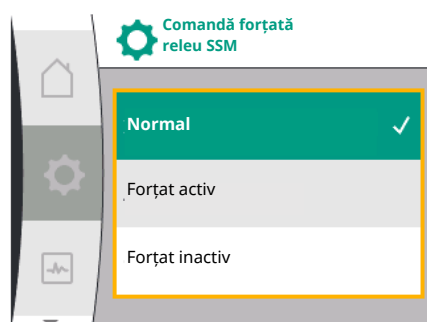 Comandă forțată
releu SSM
Normal
Forțat activ
Forțat inactiv